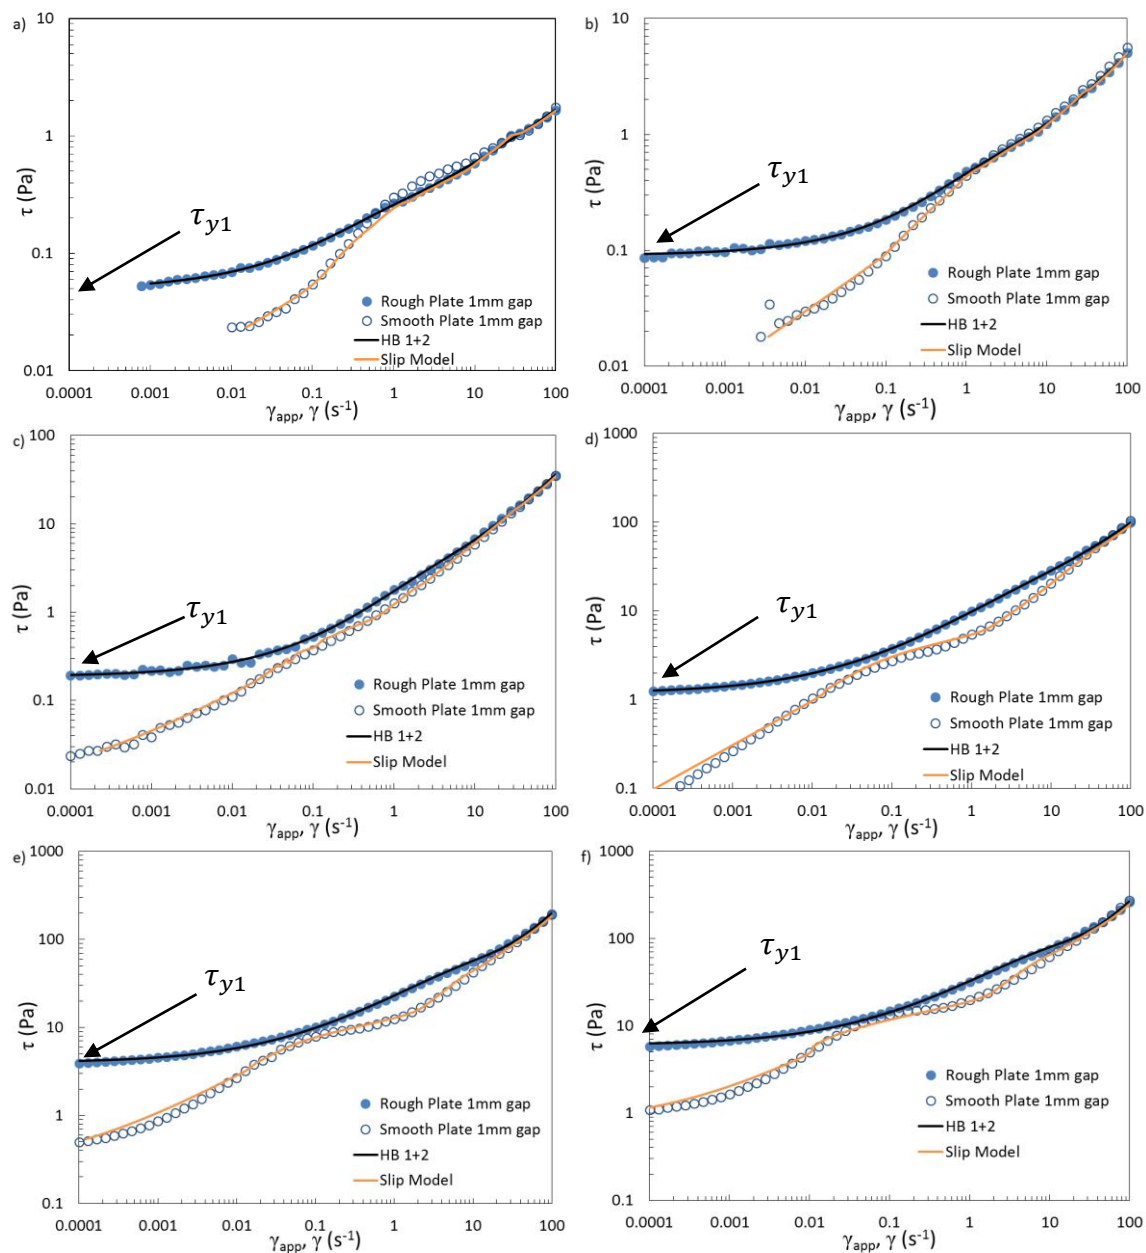 a)
10
1
0.1
0.01
τ (Pa)
τy1
Rough Plate 1mm gap
Smooth Plate 1mm gap
HB 1+2
Slip Model
0.0001 0.001 0.01 0.1 1 10 100
γapp, γ (s-1)
b)
10
1
0.1
0.01
τ (Pa)
τy1
Rough Plate 1mm gap
Smooth Plate 1mm gap
HB 1+2
Slip Model
0.0001 0.001 0.01 0.1 1 10 100
γapp, γ (s-1)
c)
100
10
1
0.1
0.01
τ (Pa)
τy1
Rough Plate 1mm gap
Smooth Plate 1mm gap
HB 1+2
Slip Model
0.0001 0.001 0.01 0.1 1 10 100
γapp, γ (s-1)
d)
1000
100
10
1
0.1
τ (Pa)
τy1
Rough Plate 1mm gap
Smooth Plate 1mm gap
HB 1+2
Slip Model
0.0001 0.001 0.01 0.1 1 10 100
γapp, γ (s-1)
e)
1000
100
10
1
0.1
τ (Pa)
τy1
Rough Plate 1mm gap
Smooth Plate 1mm gap
HB 1+2
Slip Model
0.0001 0.001 0.01 0.1 1 10 100
γapp, γ (s-1)
f)
1000
100
10
1
0.1
τ (Pa)
τy1
Rough Plate 1mm gap
Smooth Plate 1mm gap
HB 1+2
Slip Model
0.0001 0.001 0.01 0.1 1 10 100
γapp, γ (s-1)